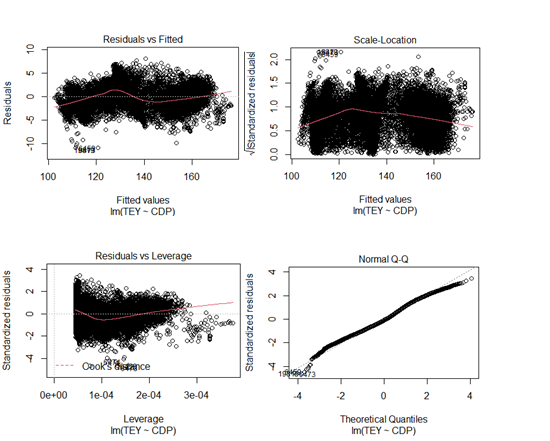 Residuals vs Fitted
Residuals
10
5
0
-5
-10
100 120 140 160
Fitted values
lm(TEY ~ CDP)
Scale-Location
√|Standardized residuals|
2.0
1.5
1.0
0.5
0.0
100 120 140 160
Fitted values
lm(TEY ~ CDP)
Residuals vs Leverage
Standardized residuals
4
2
0
-2
-4
Cook's distance
0e+00 1e-04 2e-04 3e-04
Leverage
lm(TEY ~ CDP)
Normal Q-Q
Standardized residuals
4
2
0
-2
-4
-4 -2 0 2 4
Theoretical Quantiles
lm(TEY ~ CDP)